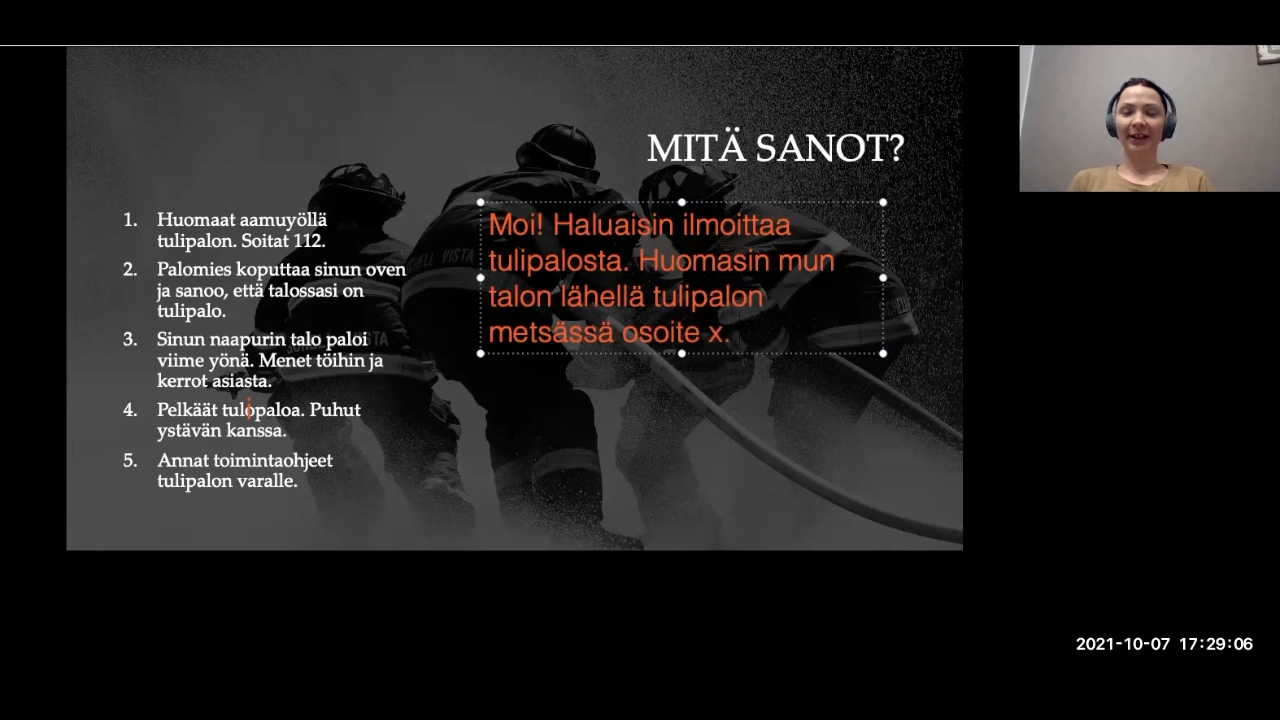 MITÄ SANOT?
1. Huomaat aamuyöllä
tulipalon. Soitat 112.
2. Palomies koputtaa sinun oven
ja sanoo, että talossasi on
tulipalo.
3. Sinun naapurin talo paloi
viime yönä. Menet töihin ja
kerrot asiasta.
4. Pelkäät tulopaloa. Puhut
ystävän kanssa.
5. Annat toimintaohjeet
tulipalon varalle.
i
Moi! Haluaisin ilmoittaa
tulipalosta. Huomasin mun
talon lähellä tulipalon
metsässä osoite x.
VISTA
2021-10-07 17:29:06